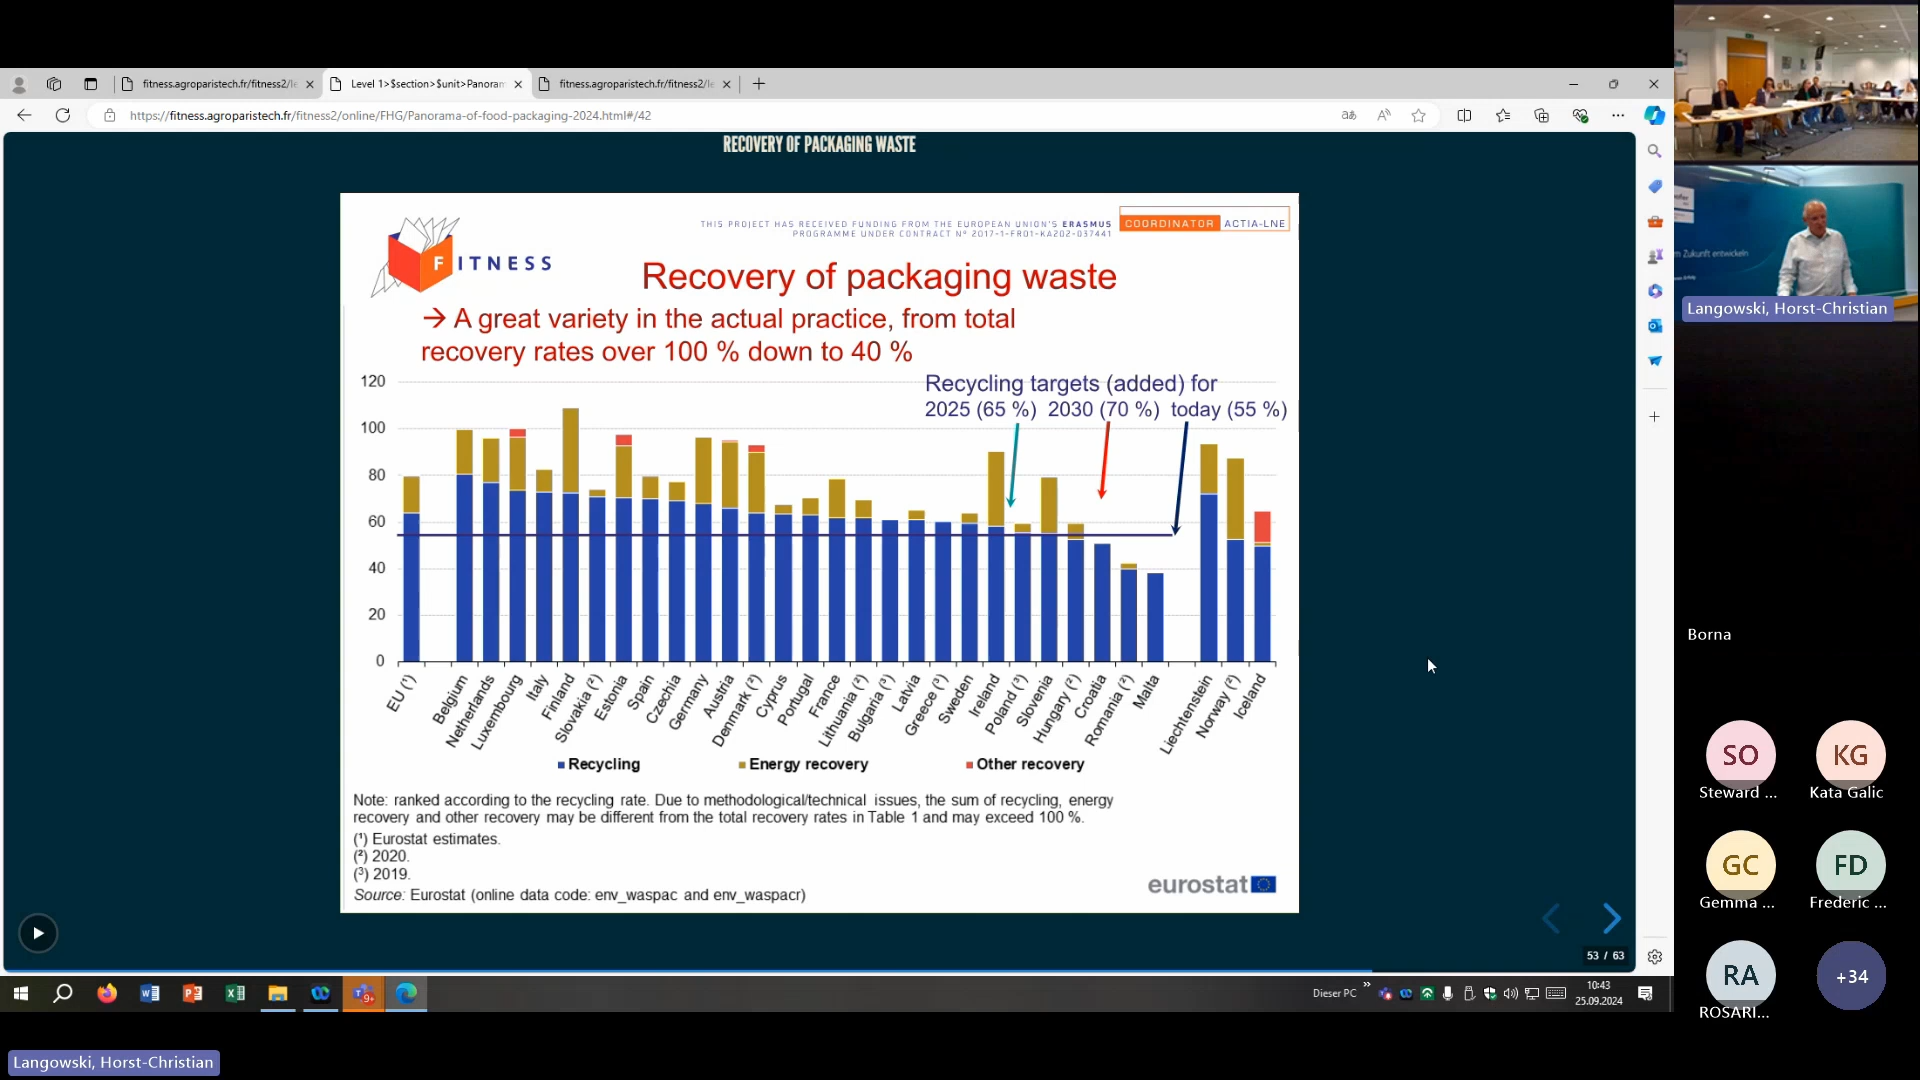 fitness.agroparistech.fr/fitness2/le
Level 1>$section>$unit>Panoram
fitness.agroparistech.fr/fitness2/le
https://fitness.agroparistech.fr/fitness2/online/FHG/Panorama-of-food-packaging-2024.html#/42
RECOVERY OF PACKAGING WASTE
THIS PROJECT HAS RECEIVED FUNDING FROM THE EUROPEAN UNION'S ERASMUS
PROGRAMME UNDER CONTRACT N° 2017-1-FR01-KA202-037441
COORDINATOR ACTIA-LNE
FITNESS
Recovery of packaging waste
→ A great variety in the actual practice, from total
recovery rates over 100 % down to 40 %
Recycling targets (added) for
2025 (65 %) 2030 (70 %) today (55 %)
120
100
80
60
40
20
0
EU (¹)
Belgium
Netherlands
Luxembourg
Italy
Finland
Slovakia (²)
Estonia
Spain
Czechia
Germany
Austria
Denmark (²)
Cyprus
Portugal
France
Lithuania (²)
Bulgaria (³)
Latvia
Greece (³)
Sweden
Ireland
Poland (³)
Slovenia
Hungary (²)
Croatia
Romania (²)
Malta
Liechtenstein
Norway (²)
Iceland
Recycling
Energy recovery
Other recovery
Note: ranked according to the recycling rate. Due to methodological/technical issues, the sum of recycling, energy
recovery and other recovery may be different from the total recovery rates in Table 1 and may exceed 100 %.
(¹) Eurostat estimates.
(²) 2020.
(³) 2019.
Source: Eurostat (online data code: env_waspac and env_waspacr)
eurostat
53 / 63
Dieser PC
10:43
25.09.2024
Langowski, Horst-Christian
Zukunft entwickeln
Langowski, Horst-Christian
Borna
SO
Steward ...
KG
Kata Galic
GC
Gemma ...
FD
Frederic ...
RA
ROSARI...
+34